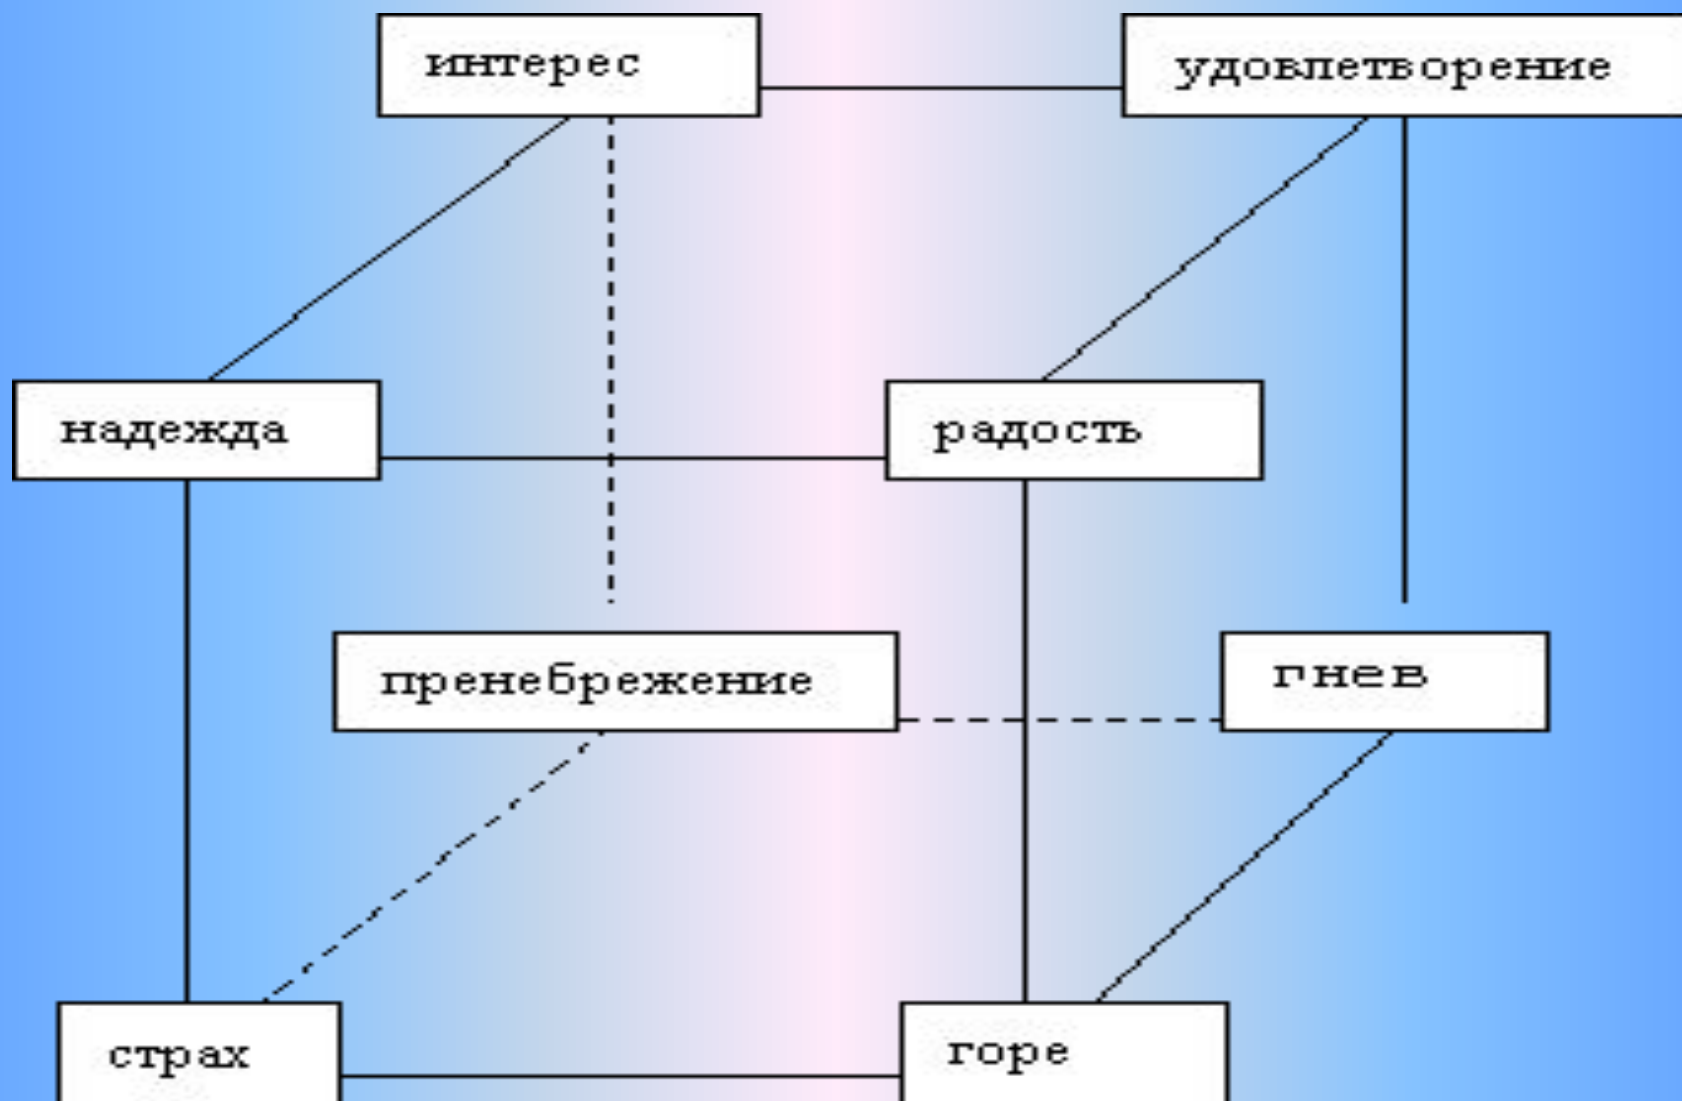 интерес
удовлетворение
надежда
радость
пренебрежение
гнев
страх
горе